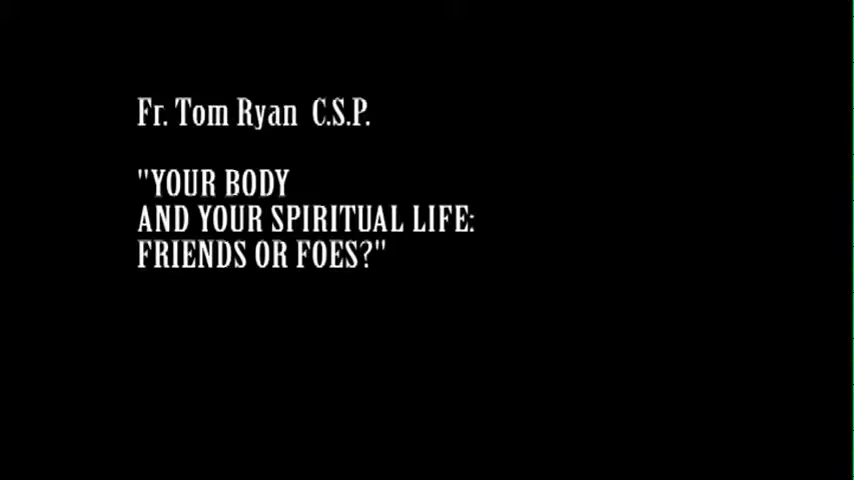 Fr. Tom Ryan  C.S.P.
"YOUR BODY
AND YOUR SPIRITUAL LIFE:
FRIENDS OR FOES?"